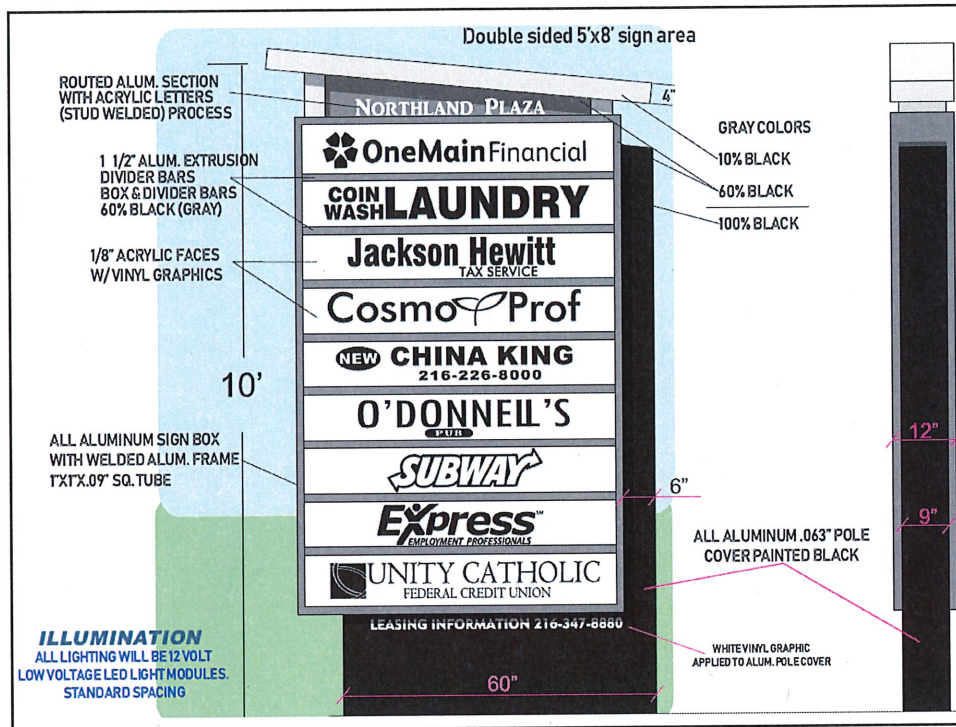 Double sided 5'x8' sign area
ROUTED ALUM. SECTION
WITH ACRYLIC LETTERS
(STUD WELDED) PROCESS
4"
NORTHLAND PLAZA
GRAY COLORS
10% BLACK
60% BLACK
100% BLACK
1 1/2" ALUM. EXTRUSION
DIVIDER BARS
BOX & DIVIDER BARS
60% BLACK (GRAY)
1/8" ACRYLIC FACES
W/ VINYL GRAPHICS
OneMain Financial
COIN
WASH LAUNDRY
Jackson Hewitt
TAX SERVICE
Cosmo Prof
NEW CHINA KING
216-226-8000
10'
O'DONNELL'S
PUB
ALL ALUMINUM SIGN BOX
WITH WELDED ALUM. FRAME
1"X1"X.09" SQ. TUBE
SUBWAY
6"
12"
9"
Express™
EMPLOYMENT PROFESSIONALS
ALL ALUMINUM .063" POLE
COVER PAINTED BLACK
UNITY CATHOLIC
FEDERAL CREDIT UNION
LEASING INFORMATION 216-347-8880
WHITE VINYL GRAPHIC
APPLIED TO ALUM. POLE COVER
ILLUMINATION
ALL LIGHTING WILL BE 12 VOLT
LOW VOLTAGE LED LIGHT MODULES.
STANDARD SPACING
60"